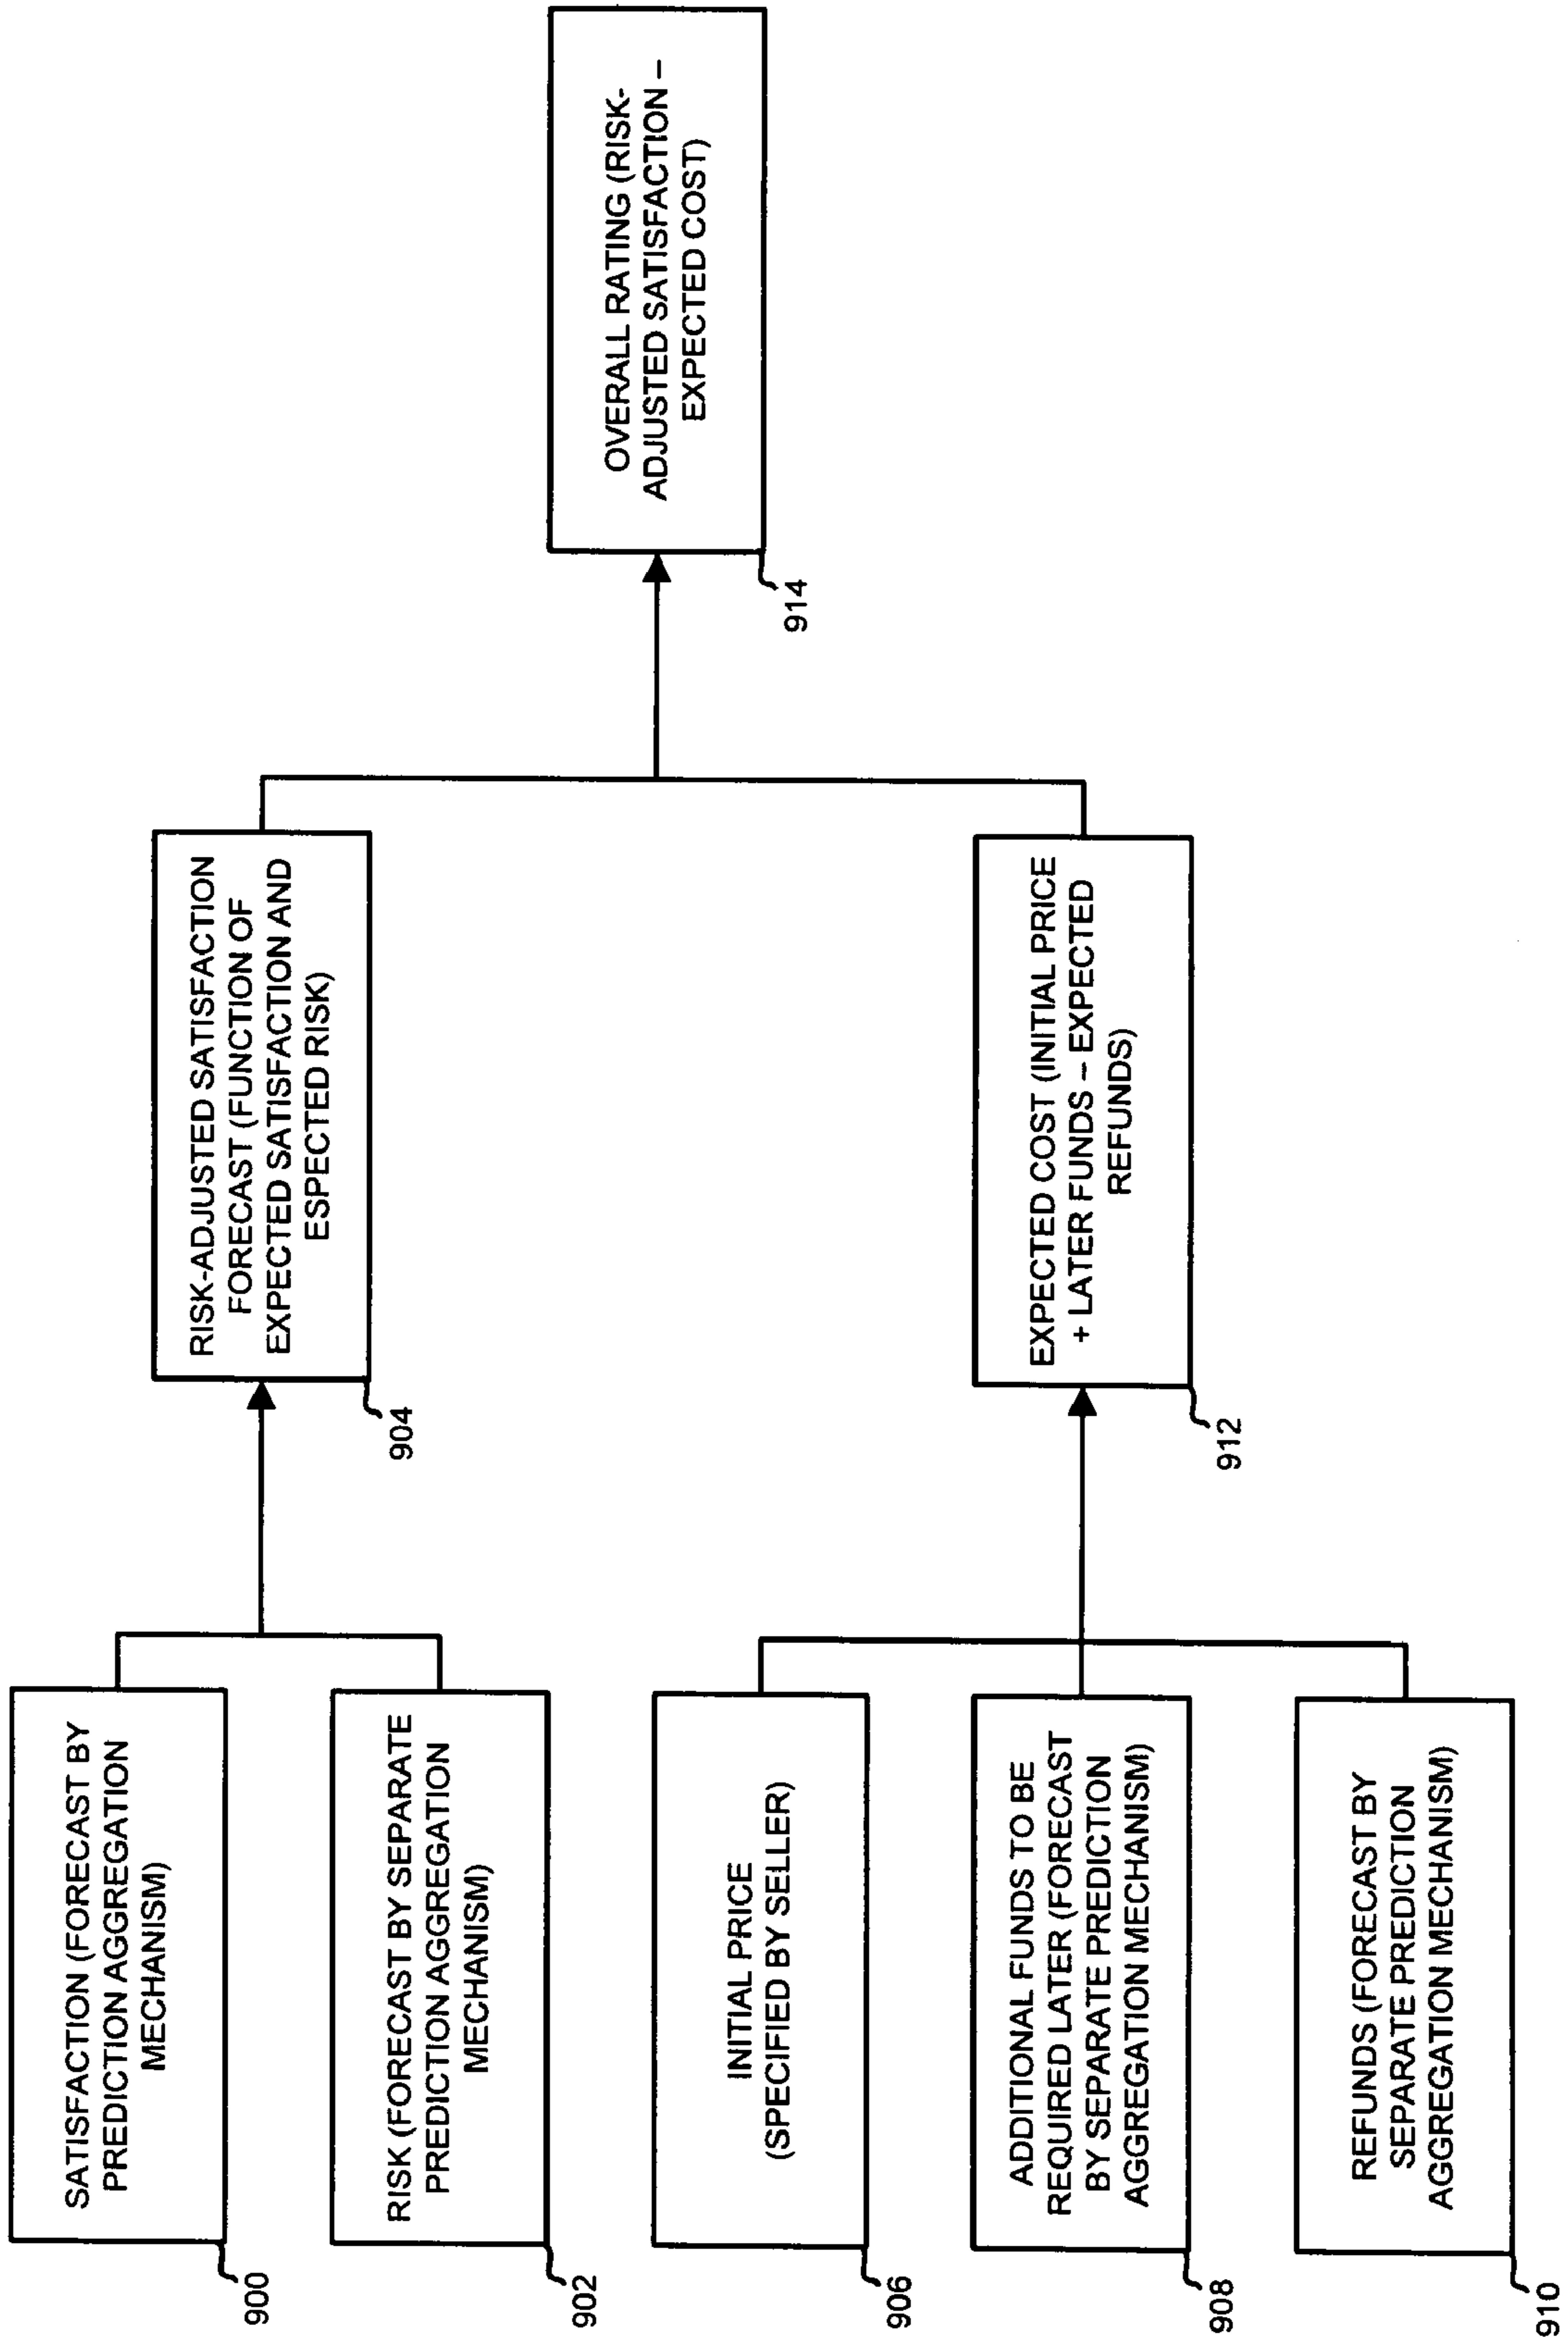 SATISFACTION (FORECAST BY
PREDICTION AGGREGATION
MECHANISM)
900
RISK (FORECAST BY SEPARATE
PREDICTION AGGREGATION
MECHANISM)
902
RISK-ADJUSTED SATISFACTION
FORECAST (FUNCTION OF
EXPECTED SATISFACTION AND
ESPECTED RISK)
904
INITIAL PRICE
(SPECIFIED BY SELLER)
906
ADDITIONAL FUNDS TO BE
REQUIRED LATER (FORECAST
BY SEPARATE PREDICTION
AGGREGATION MECHANISM)
908
REFUNDS (FORECAST BY
SEPARATE PREDICTION
AGGREGATION MECHANISM)
910
EXPECTED COST (INITIAL PRICE
+ LATER FUNDS – EXPECTED
REFUNDS)
912
OVERALL RATING (RISK-
ADJUSTED SATISFACTION –
EXPECTED COST)
914